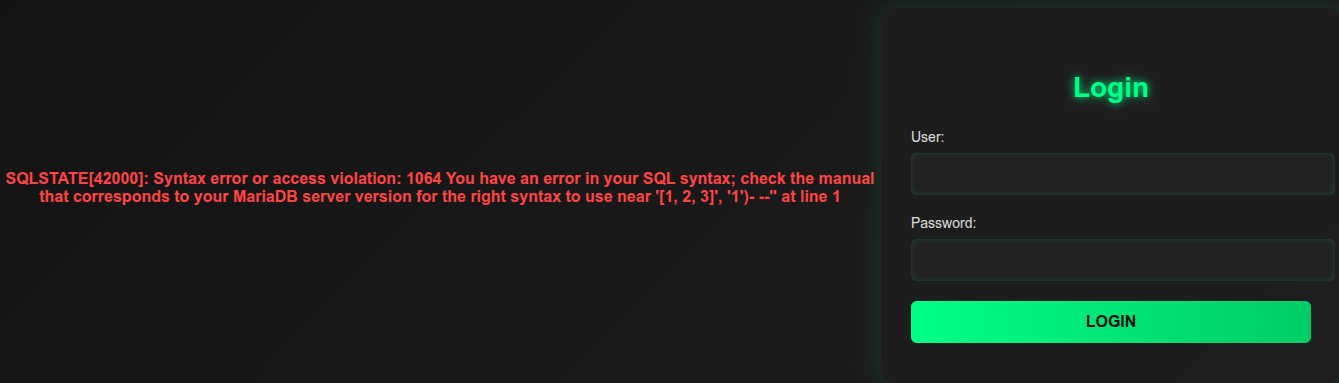 SQLSTATE[42000]: Syntax error or access violation: 1064 You have an error in your SQL syntax; check the manual
that corresponds to your MariaDB server version for the right syntax to use near '[1, 2, 3]', '1')- --'' at line 1
Login
User:
Password:
LOGIN